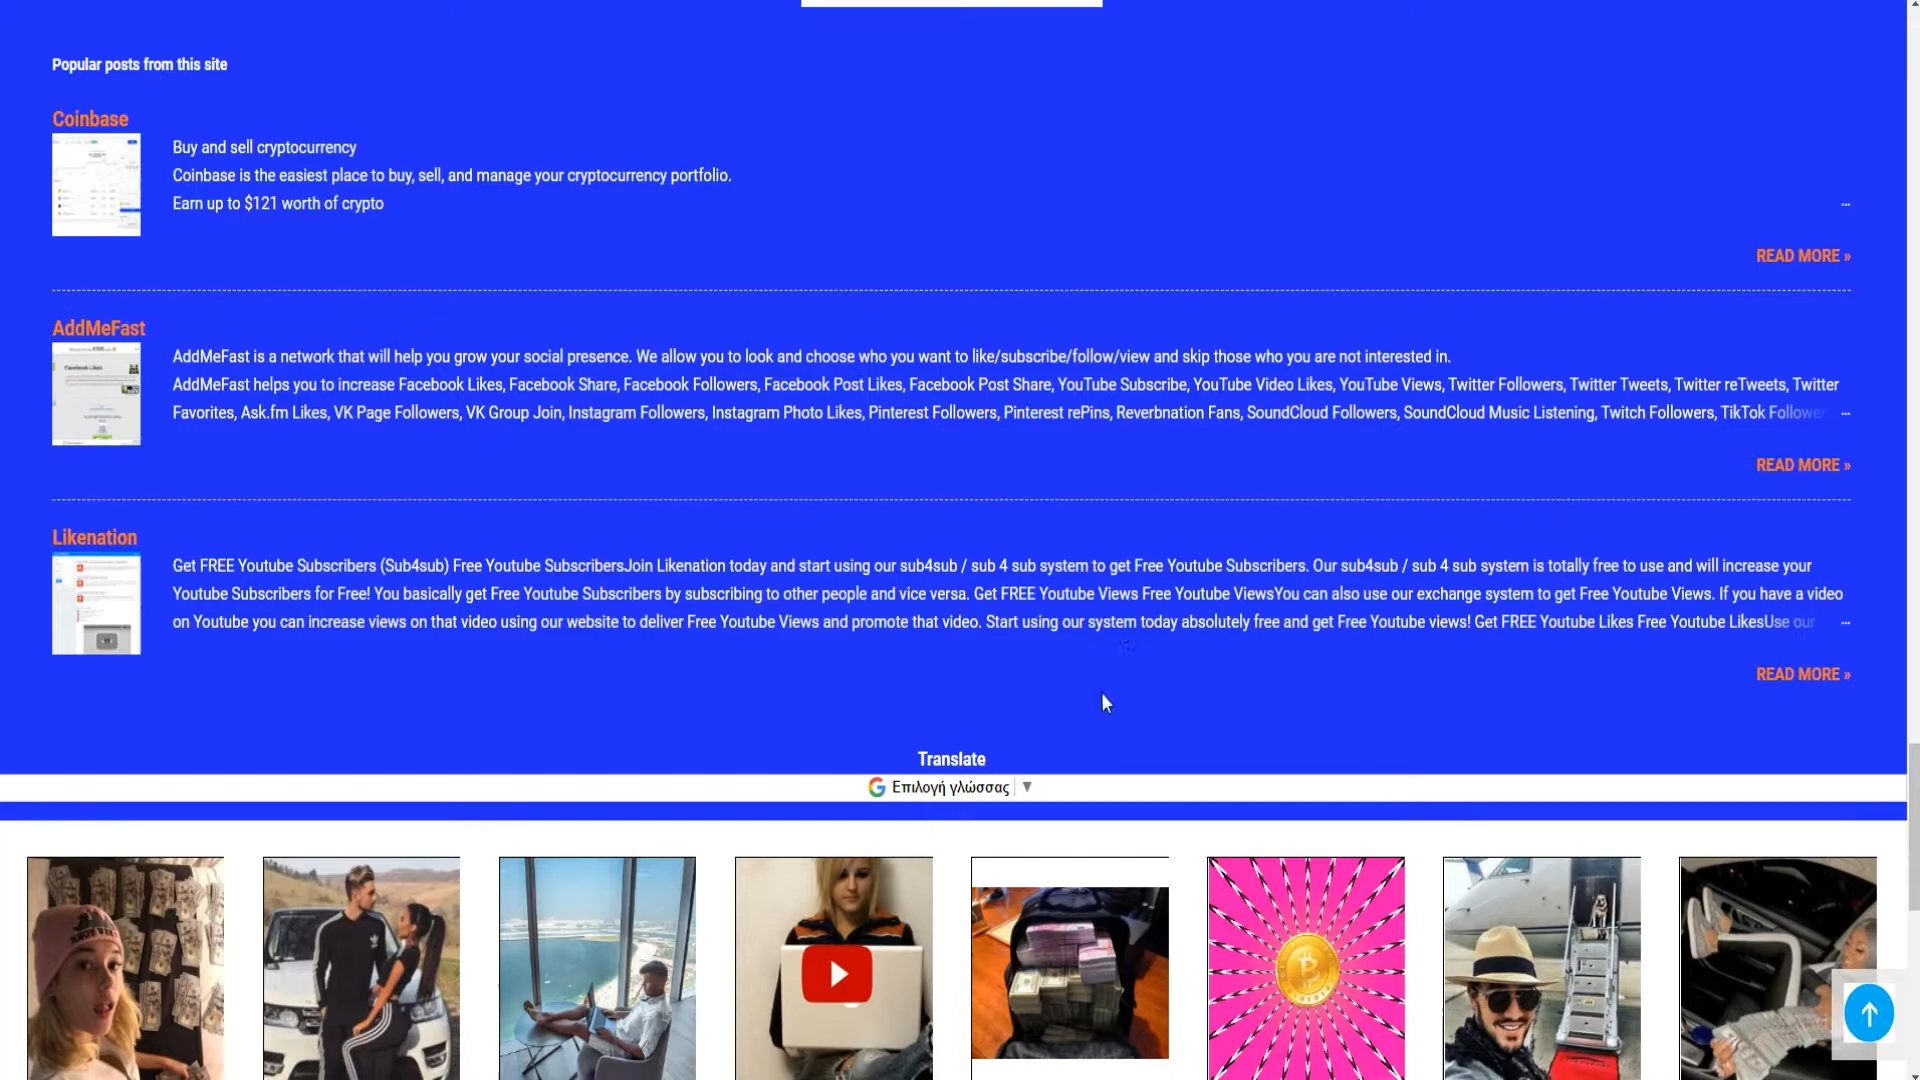 Popular posts from this site
Coinbase
Buy and sell cryptocurrency
Coinbase is the easiest place to buy, sell, and manage your cryptocurrency portfolio.
Earn up to $121 worth of crypto
...
READ MORE »
AddMeFast
AddMeFast is a network that will help you grow your social presence. We allow you to look and choose who you want to like/subscribe/follow/view and skip those who you are not interested in.
AddMeFast helps you to increase Facebook Likes, Facebook Share, Facebook Followers, Facebook Post Likes, Facebook Post Share, YouTube Subscribe, YouTube Video Likes, YouTube Views, Twitter Followers, Twitter Tweets, Twitter reTweets, Twitter
Favorites, Ask.fm Likes, VK Page Followers, VK Group Join, Instagram Followers, Instagram Photo Likes, Pinterest Followers, Pinterest rePins, Reverbnation Fans, SoundCloud Followers, SoundCloud Music Listening, Twitch Followers, TikTok Follower ...
READ MORE »
Likenation
Get FREE Youtube Subscribers (Sub4sub) Free Youtube SubscribersJoin Likenation today and start using our sub4sub / sub 4 sub system to get Free Youtube Subscribers. Our sub4sub / sub 4 sub system is totally free to use and will increase your
Youtube Subscribers for Free! You basically get Free Youtube Subscribers by subscribing to other people and vice versa. Get FREE Youtube Views Free Youtube ViewsYou can also use our exchange system to get Free Youtube Views. If you have a video
on Youtube you can increase views on that video using our website to deliver Free Youtube Views and promote that video. Start using our system today absolutely free and get Free Youtube views! Get FREE Youtube Likes Free Youtube LikesUse our ...
READ MORE »
Translate
Επιλογή γλώσσας ▼